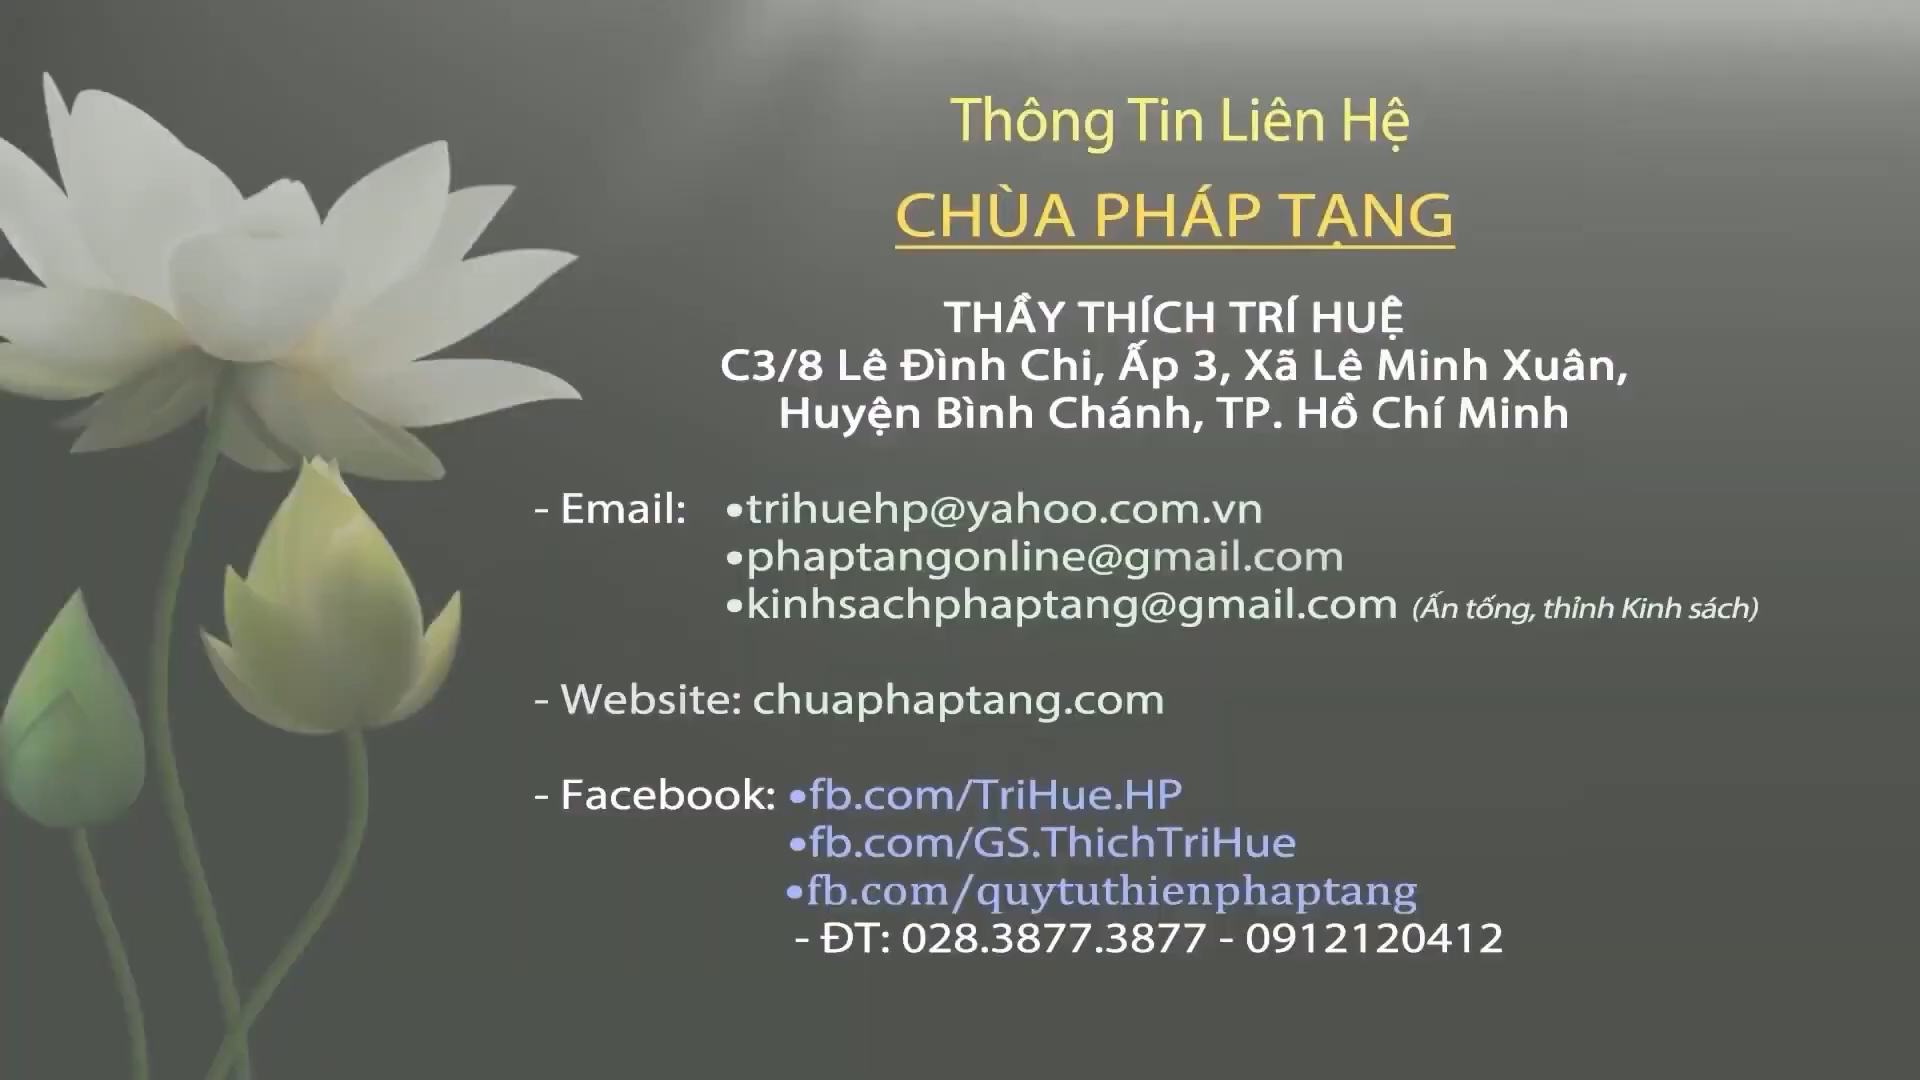 Thông Tin Liên Hệ
CHÙA PHÁP TẠNG
THẦY THÍCH TRÍ HUỆ
C3/8 Lê Đình Chi, Ấp 3, Xã Lê Minh Xuân,
Huyện Bình Chánh, TP. Hồ Chí Minh
- Email: •trihuehp@yahoo.com.vn
•phaptangonline@gmail.com
•kinhsachphaptang@gmail.com (Ấn tống, thỉnh Kinh sách)
- Website: chuaphaptang.com
- Facebook: •fb.com/TriHue.HP
•fb.com/GS.ThichTriHue
•fb.com/quytuthienphaptang
- ĐT: 028.3877.3877 - 0912120412